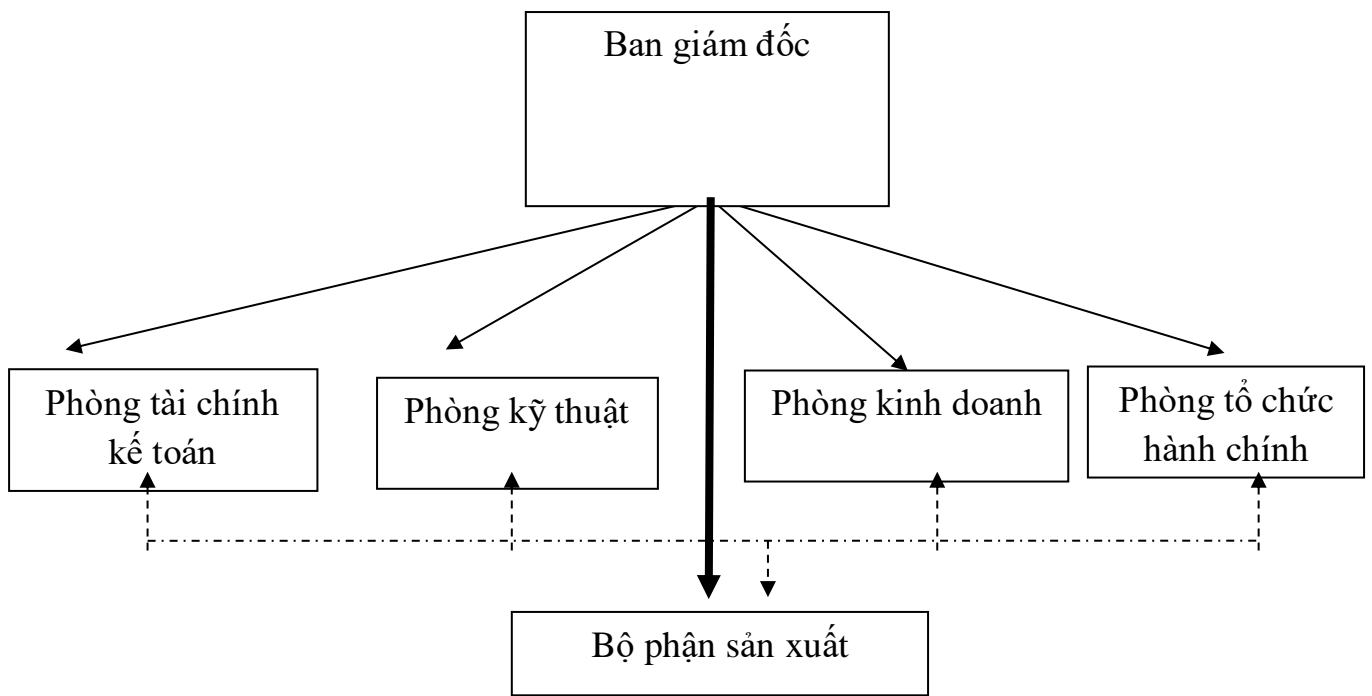 Ban giám đốc
Phòng tài chính
kế toán
Phòng kỹ thuật
Phòng kinh doanh
Phòng tổ chức
hành chính
Bộ phận sản xuất